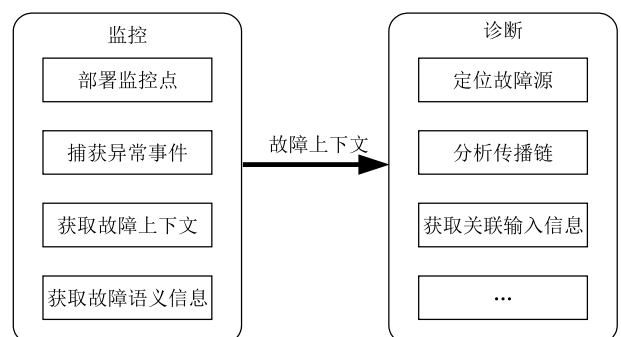 监控
部署监控点
捕获异常事件
获取故障上下文
获取故障语义信息
故障上下文
诊断
定位故障源
分析传播链
获取关联输入信息
…